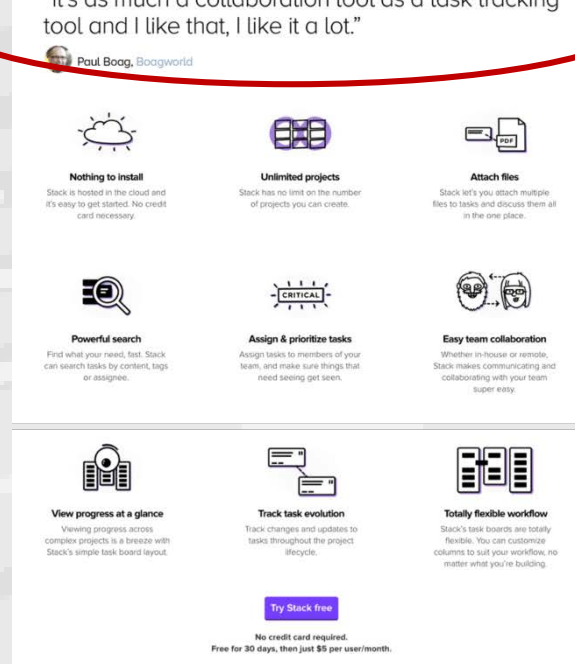 "It's as much a collaboration tool as a task tracking
tool and I like that, I like it a lot."
Paul Boag, Boagworld
Nothing to install
Stack is hosted in the cloud and
it's easy to get started. No credit
card necessary.
Unlimited projects
Stack has no limit on the number
of projects you can create.
Attach files
Stack let's you attach multiple
files to tasks and discuss them all
in the one place.
PDF
CRITICAL
Powerful search
Find what your need, fast. Stack
can search tasks by content, tags
or assignee.
Assign & prioritize tasks
Assign tasks to members of your
team, and make sure things that
need seeing get seen.
Easy team collaboration
Whether in-house or remote,
Stack makes communicating and
collaborating with your team
super easy.
View progress at a glance
Viewing progress across
complex projects is a breeze with
Stack's simple task board layout.
Track task evolution
Track changes and updates to
tasks throughout the project
lifecycle.
Totally flexible workflow
Stack's task boards are totally
flexible. You can customize
columns to suit your workflow, no
matter what you're building.
Try Stack free
No credit card required.
Free for 30 days, then just $5 per user/month.